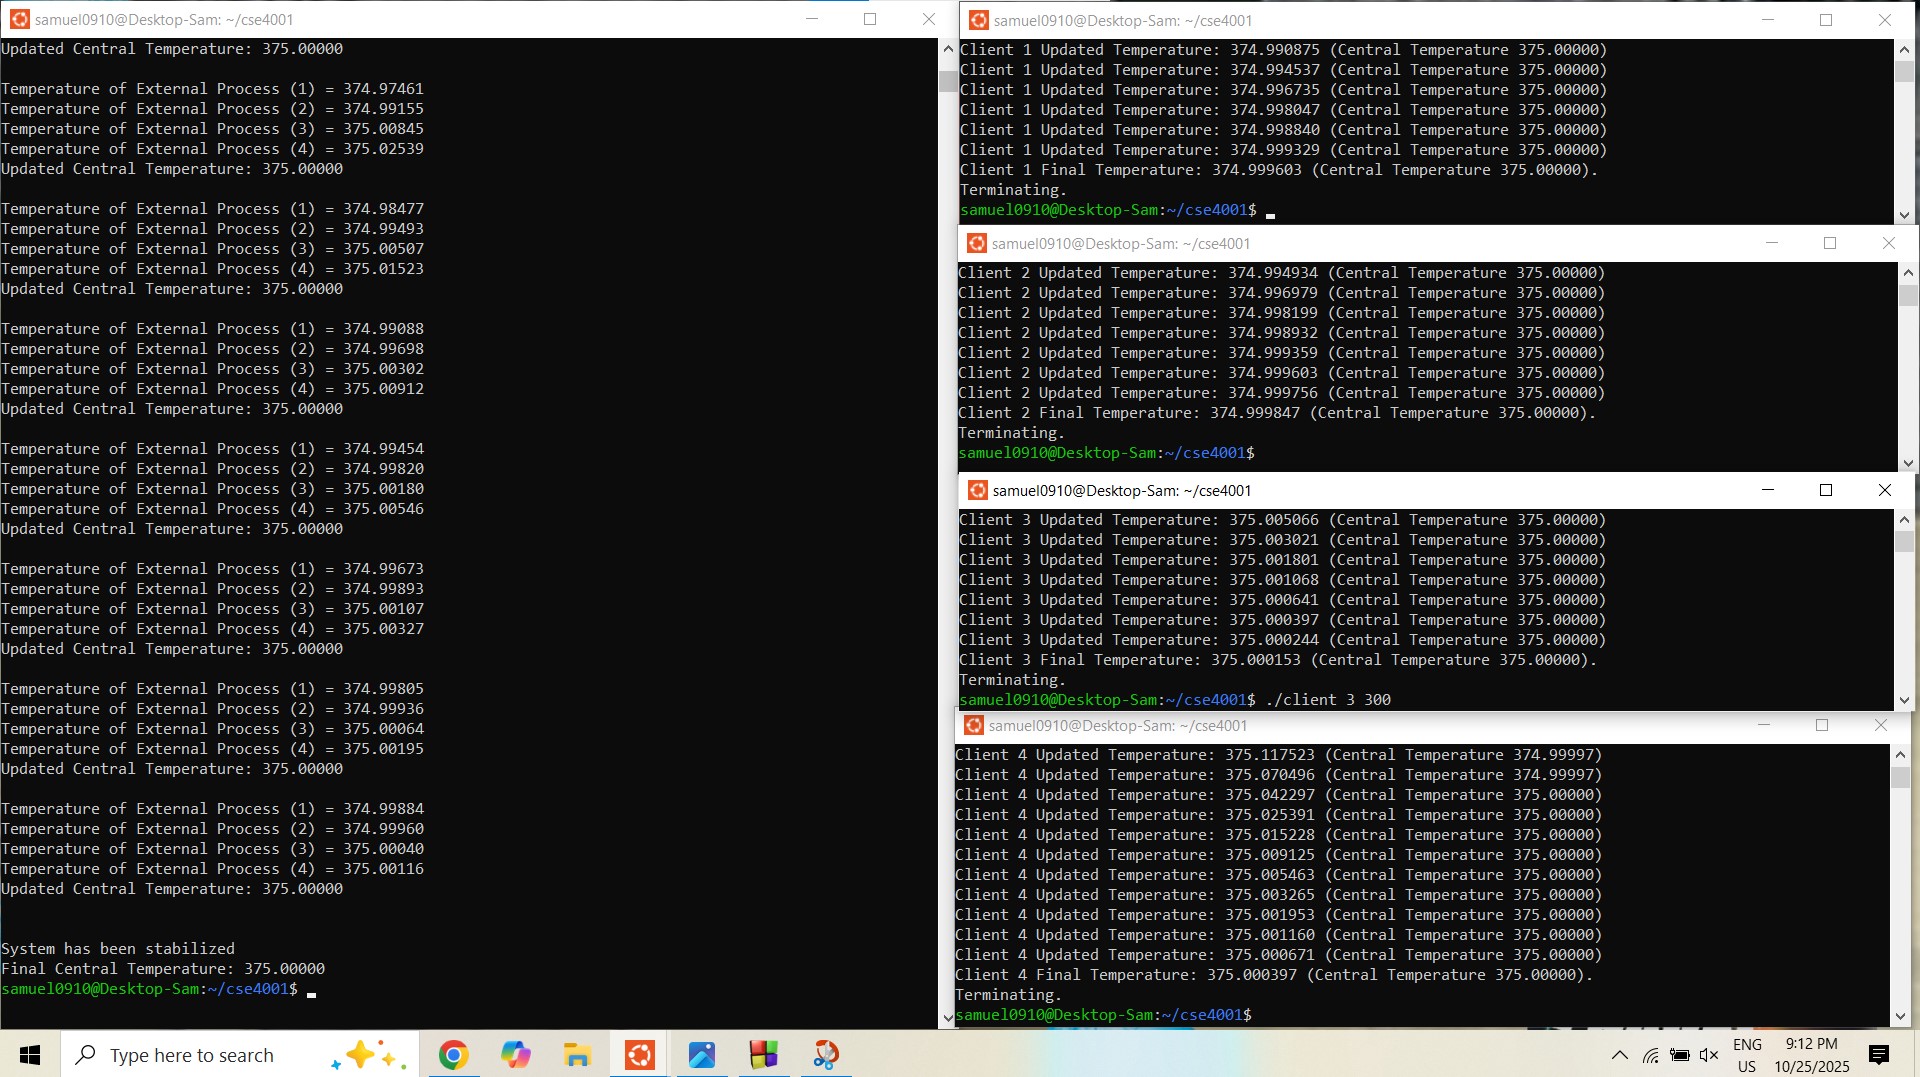 samuel0910@Desktop-Sam: ~/cse4001
Updated Central Temperature: 375.00000
Temperature of External Process (1) = 374.97461
Temperature of External Process (2) = 374.99155
Temperature of External Process (3) = 375.00845
Temperature of External Process (4) = 375.02539
Updated Central Temperature: 375.00000
Temperature of External Process (1) = 374.98477
Temperature of External Process (2) = 374.99493
Temperature of External Process (3) = 375.00507
Temperature of External Process (4) = 375.01523
Updated Central Temperature: 375.00000
Temperature of External Process (1) = 374.99088
Temperature of External Process (2) = 374.99698
Temperature of External Process (3) = 375.00302
Temperature of External Process (4) = 375.00912
Updated Central Temperature: 375.00000
Temperature of External Process (1) = 374.99454
Temperature of External Process (2) = 374.99820
Temperature of External Process (3) = 375.00180
Temperature of External Process (4) = 375.00546
Updated Central Temperature: 375.00000
Temperature of External Process (1) = 374.99673
Temperature of External Process (2) = 374.99893
Temperature of External Process (3) = 375.00107
Temperature of External Process (4) = 375.00327
Updated Central Temperature: 375.00000
Temperature of External Process (1) = 374.99805
Temperature of External Process (2) = 374.99936
Temperature of External Process (3) = 375.00064
Temperature of External Process (4) = 375.00195
Updated Central Temperature: 375.00000
Temperature of External Process (1) = 374.99884
Temperature of External Process (2) = 374.99960
Temperature of External Process (3) = 375.00040
Temperature of External Process (4) = 375.00116
Updated Central Temperature: 375.00000
System has been stabilized
Final Central Temperature: 375.00000
samuel0910@Desktop-Sam:~/cse4001$
samuel0910@Desktop-Sam: ~/cse4001
Client 1 Updated Temperature: 374.990875 (Central Temperature 375.00000)
Client 1 Updated Temperature: 374.994537 (Central Temperature 375.00000)
Client 1 Updated Temperature: 374.996735 (Central Temperature 375.00000)
Client 1 Updated Temperature: 374.998047 (Central Temperature 375.00000)
Client 1 Updated Temperature: 374.998840 (Central Temperature 375.00000)
Client 1 Updated Temperature: 374.999329 (Central Temperature 375.00000)
Client 1 Final Temperature: 374.999603 (Central Temperature 375.00000).
Terminating.
samuel0910@Desktop-Sam:~/cse4001$
samuel0910@Desktop-Sam: ~/cse4001
Client 2 Updated Temperature: 374.994934 (Central Temperature 375.00000)
Client 2 Updated Temperature: 374.996979 (Central Temperature 375.00000)
Client 2 Updated Temperature: 374.998199 (Central Temperature 375.00000)
Client 2 Updated Temperature: 374.998932 (Central Temperature 375.00000)
Client 2 Updated Temperature: 374.999359 (Central Temperature 375.00000)
Client 2 Updated Temperature: 374.999603 (Central Temperature 375.00000)
Client 2 Updated Temperature: 374.999756 (Central Temperature 375.00000)
Client 2 Final Temperature: 374.999847 (Central Temperature 375.00000).
Terminating.
samuel0910@Desktop-Sam:~/cse4001$
samuel0910@Desktop-Sam: ~/cse4001
Client 3 Updated Temperature: 375.005066 (Central Temperature 375.00000)
Client 3 Updated Temperature: 375.003021 (Central Temperature 375.00000)
Client 3 Updated Temperature: 375.001801 (Central Temperature 375.00000)
Client 3 Updated Temperature: 375.001068 (Central Temperature 375.00000)
Client 3 Updated Temperature: 375.000641 (Central Temperature 375.00000)
Client 3 Updated Temperature: 375.000397 (Central Temperature 375.00000)
Client 3 Updated Temperature: 375.000244 (Central Temperature 375.00000)
Client 3 Final Temperature: 375.000153 (Central Temperature 375.00000).
Terminating.
samuel0910@Desktop-Sam:~/cse4001$ ./client 3 300
samuel0910@Desktop-Sam: ~/cse4001
Client 4 Updated Temperature: 375.117523 (Central Temperature 374.99997)
Client 4 Updated Temperature: 375.070496 (Central Temperature 374.99997)
Client 4 Updated Temperature: 375.042297 (Central Temperature 375.00000)
Client 4 Updated Temperature: 375.025391 (Central Temperature 375.00000)
Client 4 Updated Temperature: 375.015228 (Central Temperature 375.00000)
Client 4 Updated Temperature: 375.009125 (Central Temperature 375.00000)
Client 4 Updated Temperature: 375.005463 (Central Temperature 375.00000)
Client 4 Updated Temperature: 375.003265 (Central Temperature 375.00000)
Client 4 Updated Temperature: 375.001953 (Central Temperature 375.00000)
Client 4 Updated Temperature: 375.001160 (Central Temperature 375.00000)
Client 4 Updated Temperature: 375.000671 (Central Temperature 375.00000)
Client 4 Final Temperature: 375.000397 (Central Temperature 375.00000).
Terminating.
samuel0910@Desktop-Sam:~/cse4001$
Type here to search
ENG
US
9:12 PM
10/25/2025